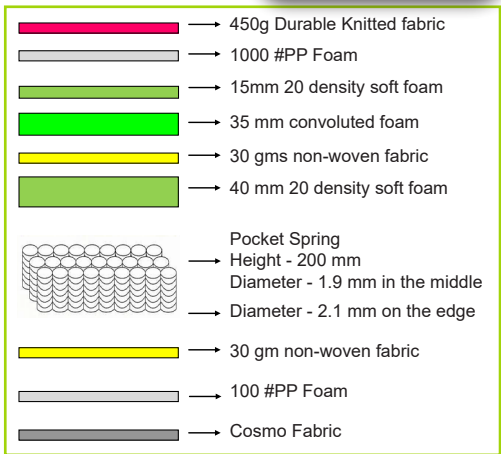 450g Durable Knitted fabric
1000 #PP Foam
15mm 20 density soft foam
35 mm convoluted foam
30 gms non-woven fabric
40 mm 20 density soft foam
Pocket Spring
Height - 200 mm
Diameter - 1.9 mm in the middle
Diameter - 2.1 mm on the edge
30 gm non-woven fabric
100 #PP Foam
Cosmo Fabric